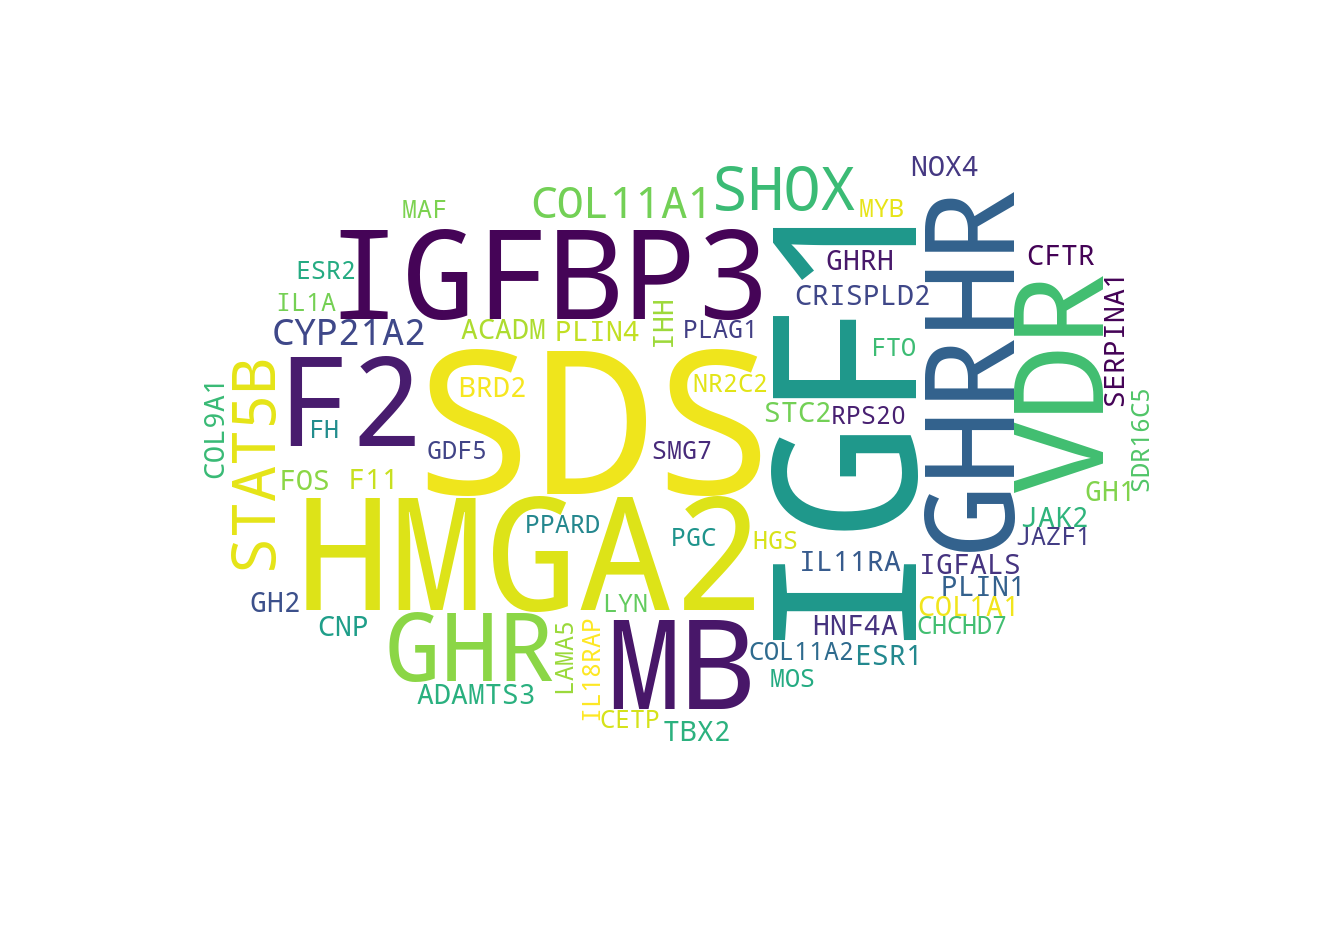 NOX4
SHOX
COL11A1
MAF
MYB
IGFBP3
IGF1
GHRHR
GHRH
CFTR
ESR2
VDR
SERPINA1
CRISPLD2
IL1A
CYP21A2
ACADM
PLIN4
IHH
PLAG1
FTO
F2
SDS
STAT5B
COL9A1
BRD2
NR2C2
STC2
RPS20
SDR16C5
FH
GDF5
SMG7
FOS
F11
GH1
HMGA2
PPARD
PGC
HGS
JAK2
JAZF1
IL11RA
IGFALS
PLIN1
GH2
LYN
COL1A1
CNP
GHR
LAMA5
IL18RAP
MB
HNF4A
CHCHD7
COL11A2
ESR1
MOS
ADAMTS3
CETP
TBX2